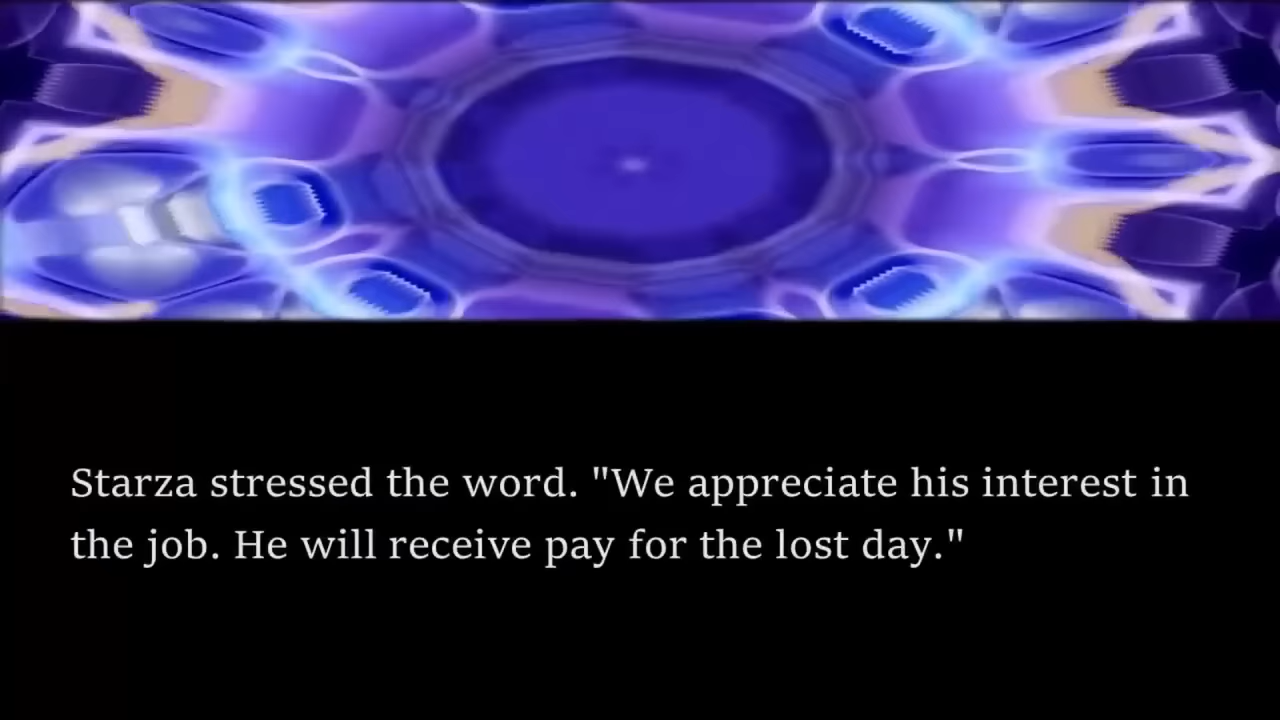 Starza stressed the word. "We appreciate his interest in
the job. He will receive pay for the lost day."